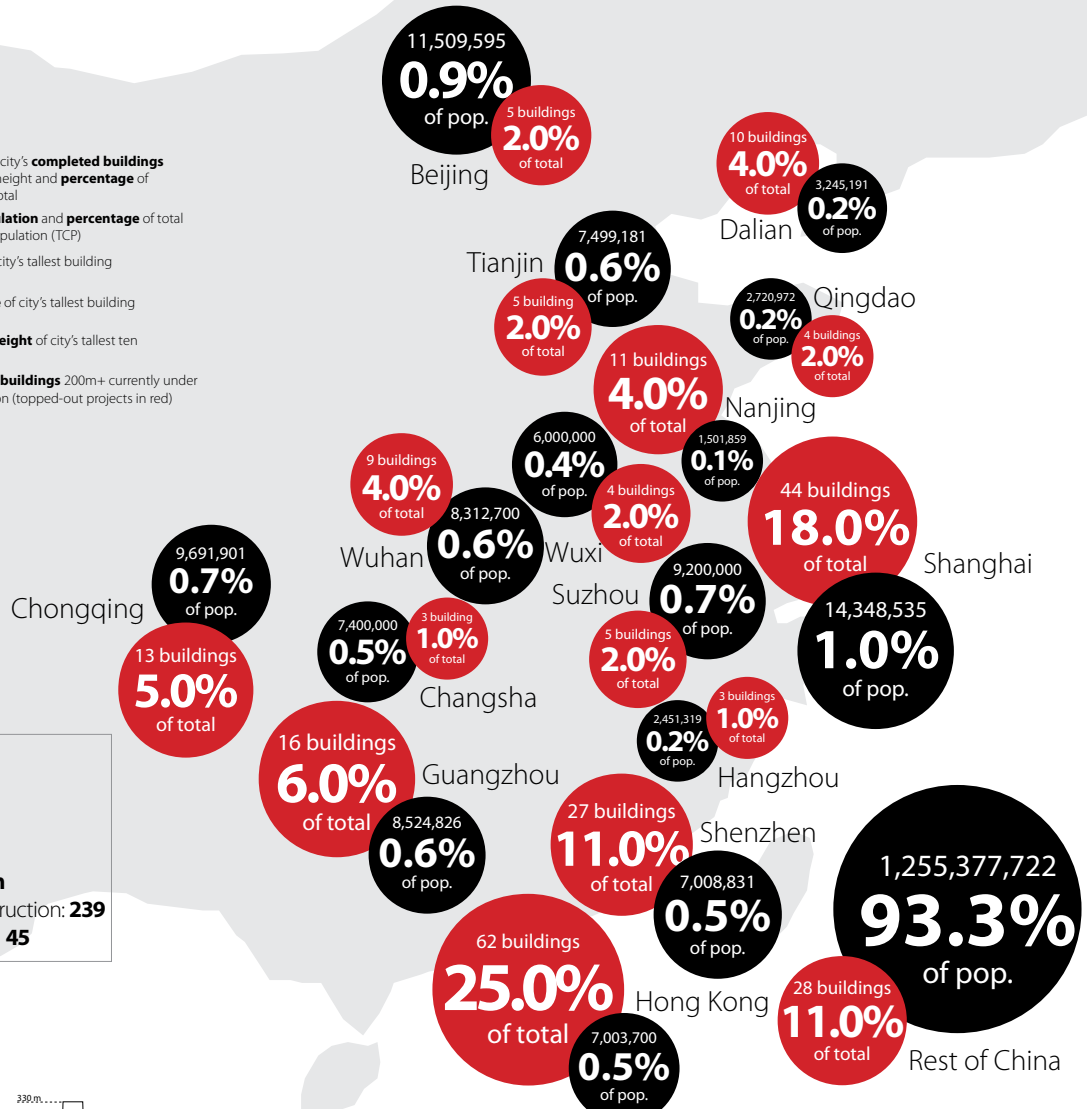 11,509,595
0.9%
of pop.
5 buildings
2.0%
of total
Beijing
city's completed buildings
height and percentage of
otal
ulation and percentage of total
pulation (TCP)
city's tallest building
e of city's tallest building
eight of city's tallest ten
buildings 200m+ currently under
on (topped-out projects in red)
10 buildings
4.0%
of total
3,245,191
0.2%
of pop.
Dalian
7,499,181
0.6%
of pop.
Tianjin
5 building
2.0%
of total
2,720,972
0.2%
of pop.
Qingdao
4 buildings
2.0%
of total
11 buildings
4.0%
of total
Nanjing
1,501,859
0.1%
of pop.
6,000,000
0.4%
of pop.
4 buildings
2.0%
of total
Wuxi
9 buildings
4.0%
of total
8,312,700
0.6%
of pop.
Wuhan
44 buildings
18.0%
of total
Shanghai
14,348,535
1.0%
of pop.
9,691,901
0.7%
of pop.
Chongqing
13 buildings
5.0%
of total
7,400,000
0.5%
of pop.
3 building
1.0%
of total
Changsha
Suzhou
9,200,000
0.7%
of pop.
5 buildings
2.0%
of total
2,451,319
0.2%
of pop.
3 buildings
1.0%
of total
Hangzhou
16 buildings
6.0%
of total
Guangzhou
8,524,826
0.6%
of pop.
27 buildings
11.0%
of total
Shenzhen
7,008,831
0.5%
of pop.
62 buildings
25.0%
of total
Hong Kong
7,003,700
0.5%
of pop.
1,255,377,722
93.3%
of pop.
28 buildings
11.0%
of total
Rest of China
ruction: 239
45
330 m